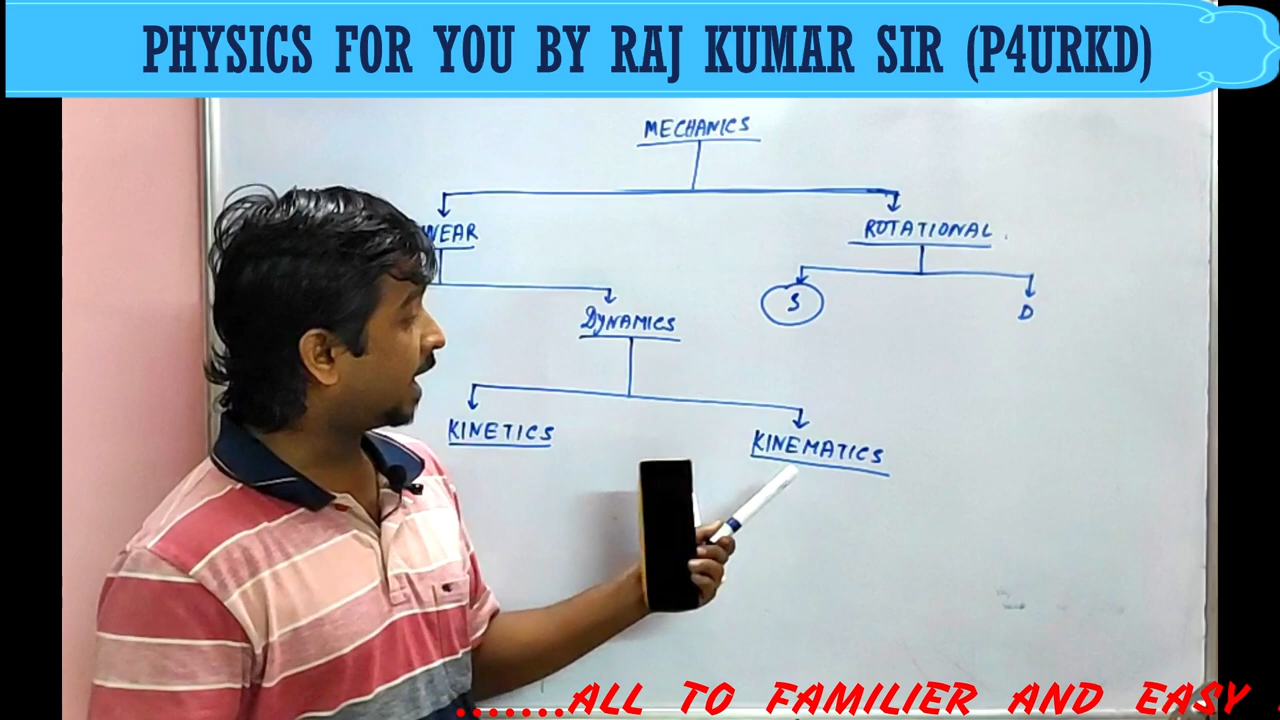 PHYSICS FOR YOU BY RAJ KUMAR SIR (P4URKD)
MECHANICS
NEAR
ROTATIONAL.
S
D
DYNAMICS
KINETICS
KINEMATICS
.......ALL TO FAMILIER AND EASY